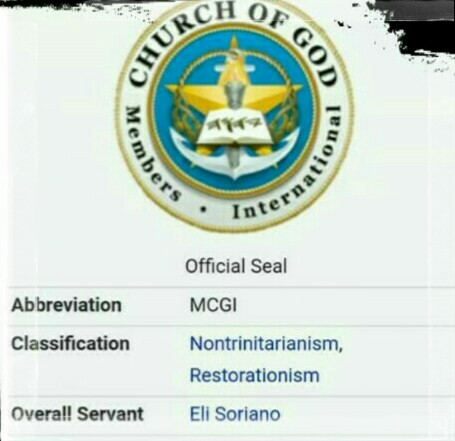 CHURCH OF GOD
Members • International
Official Seal
Abbreviation MCGI
Classification Nontrinitarianism,
Restorationism
Overall Servant Eli Soriano